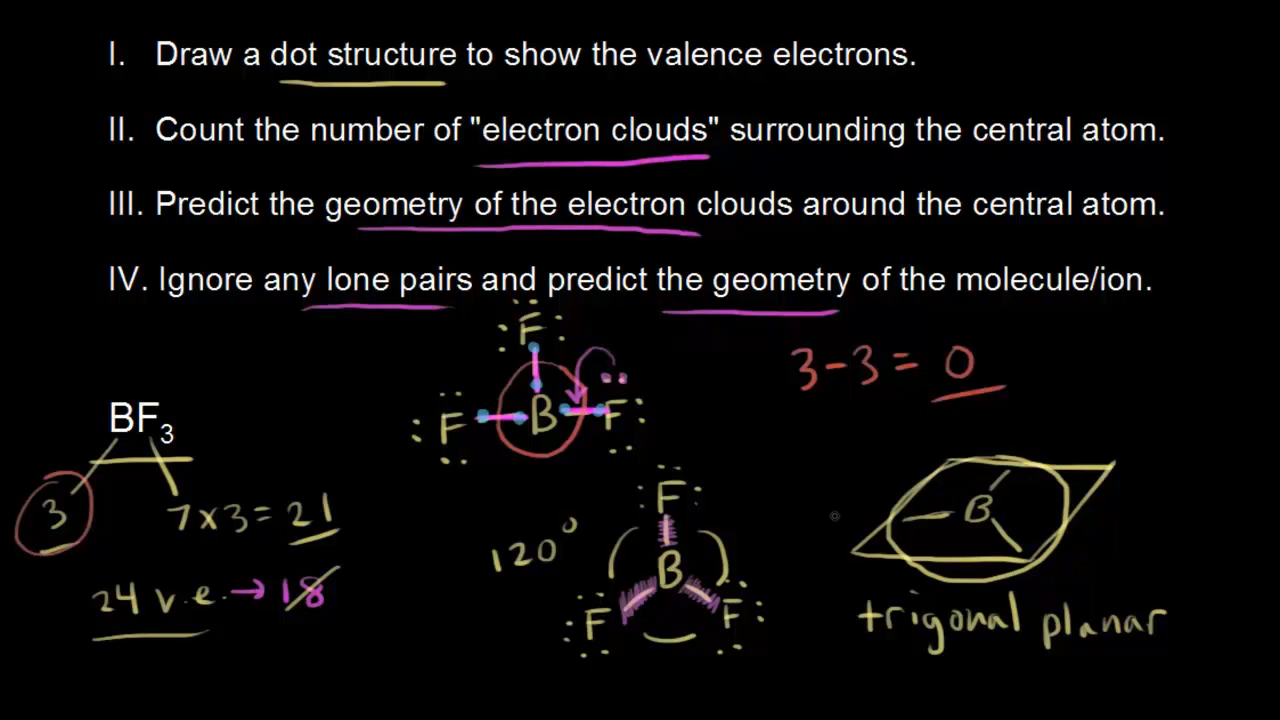 I. Draw a dot structure to show the valence electrons.
II. Count the number of "electron clouds" surrounding the central atom.
III. Predict the geometry of the electron clouds around the central atom.
IV. Ignore any lone pairs and predict the geometry of the molecule/ion.
F
3-3=0
BF3
F B F
3
7x3=21
F
B
120°
B
24 v.e. → 18
F F
trigonal planar